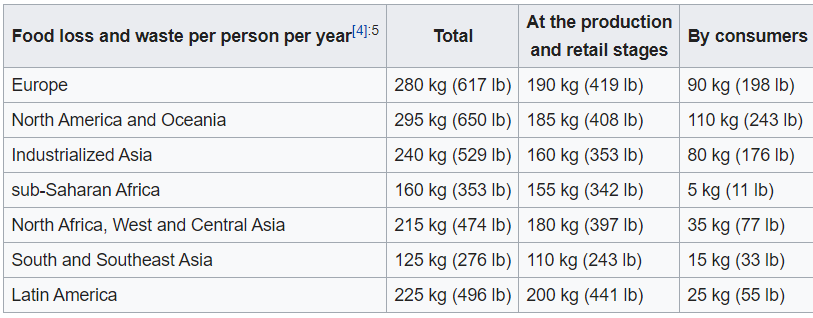 Food loss and waste per person per year[4]:5 Total At the production and retail stages By consumers
Europe 280 kg (617 lb) 190 kg (419 lb) 90 kg (198 lb)
North America and Oceania 295 kg (650 lb) 185 kg (408 lb) 110 kg (243 lb)
Industrialized Asia 240 kg (529 lb) 160 kg (353 lb) 80 kg (176 lb)
sub-Saharan Africa 160 kg (353 lb) 155 kg (342 lb) 5 kg (11 lb)
North Africa, West and Central Asia 215 kg (474 lb) 180 kg (397 lb) 35 kg (77 lb)
South and Southeast Asia 125 kg (276 lb) 110 kg (243 lb) 15 kg (33 lb)
Latin America 225 kg (496 lb) 200 kg (441 lb) 25 kg (55 lb)